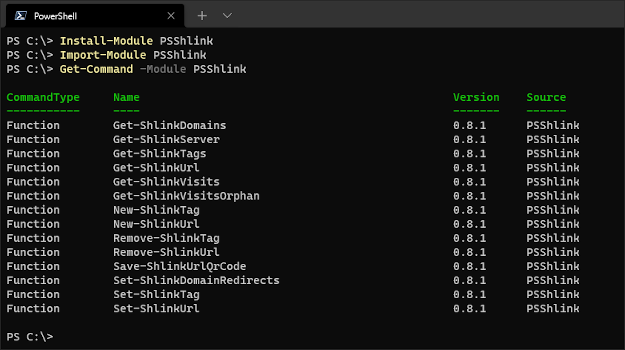 PowerShell
PS C:\> Install-Module PSShlink
PS C:\> Import-Module PSShlink
PS C:\> Get-Command -Module PSShlink
CommandType Name Version Source
----------- ---- ------- ------
Function Get-ShlinkDomains 0.8.1 PSShlink
Function Get-ShlinkServer 0.8.1 PSShlink
Function Get-ShlinkTags 0.8.1 PSShlink
Function Get-ShlinkUrl 0.8.1 PSShlink
Function Get-ShlinkVisits 0.8.1 PSShlink
Function Get-ShlinkVisitsOrphan 0.8.1 PSShlink
Function New-ShlinkTag 0.8.1 PSShlink
Function New-ShlinkUrl 0.8.1 PSShlink
Function Remove-ShlinkTag 0.8.1 PSShlink
Function Remove-ShlinkUrl 0.8.1 PSShlink
Function Save-ShlinkUrlQrCode 0.8.1 PSShlink
Function Set-ShlinkDomainRedirects 0.8.1 PSShlink
Function Set-ShlinkTag 0.8.1 PSShlink
Function Set-ShlinkUrl 0.8.1 PSShlink
PS C:\>